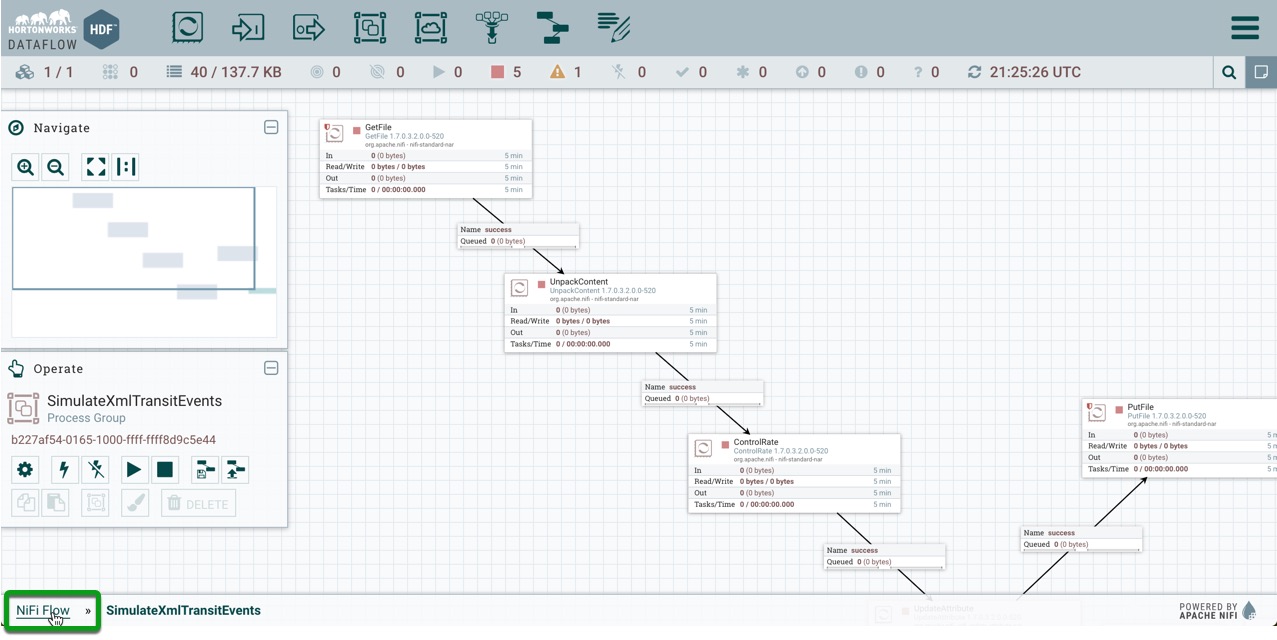 HORTONWORKS
DATAFLOW
HDF™
1 / 1
0
40 / 137.7 KB
0
0
0
5
1
0
0
0
0
0
? 0
21:25:26 UTC
Navigate
Operate
SimulateXmlTransitEvents
Process Group
b227af54-0165-1000-ffff-ffff8d9c5e44
DELETE
GetFile
GetFile 1.7.0.3.2.0.0-520
org.apache.nifi - nifi-standard-nar
In 0 (0 bytes) 5 min
Read/Write 0 bytes / 0 bytes 5 min
Out 0 (0 bytes) 5 min
Tasks/Time 0 / 00:00:00.000 5 min
Name success
Queued 0 (0 bytes)
UnpackContent
UnpackContent 1.7.0.3.2.0.0-520
org.apache.nifi - nifi-standard-nar
In 0 (0 bytes) 5 min
Read/Write 0 bytes / 0 bytes 5 min
Out 0 (0 bytes) 5 min
Tasks/Time 0 / 00:00:00.000 5 min
Name success
Queued 0 (0 bytes)
ControlRate
ControlRate 1.7.0.3.2.0.0-520
org.apache.nifi - nifi-standard-nar
In 0 (0 bytes) 5 min
Read/Write 0 bytes / 0 bytes 5 min
Out 0 (0 bytes) 5 min
Tasks/Time 0 / 00:00:00.000 5 min
Name success
Queued 0 (0 bytes)
PutFile
PutFile 1.7.0.3.2.0.0-520
org.apache.nifi - nifi-standard-nar
In 0 (0 bytes) 5 m
Read/Write 0 bytes / 0 bytes 5 m
Out 0 (0 bytes) 5 m
Tasks/Time 0 / 00:00:00.000 5 m
Name success
Queued 0 (0 bytes)
UpdateAttribute
NiFi Flow » SimulateXmlTransitEvents
POWERED BY
APACHE NIFI